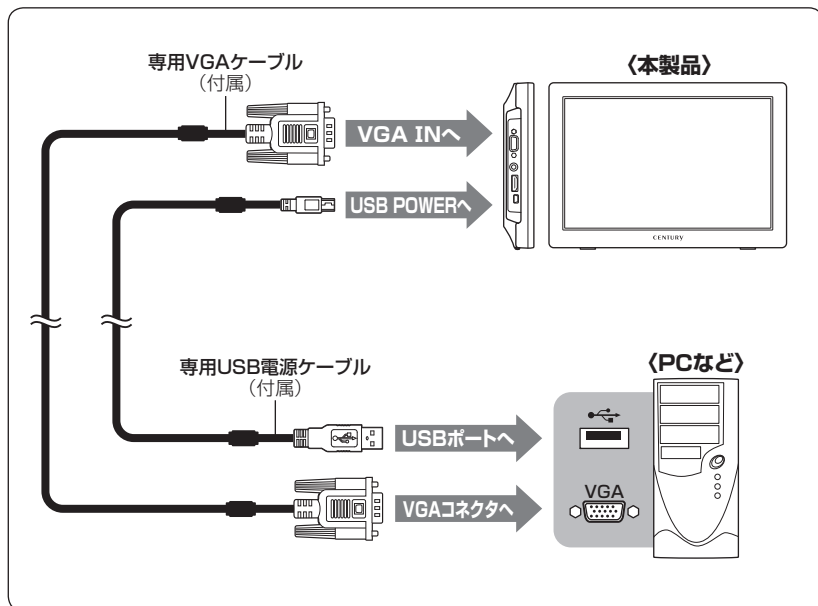 専用VGAケーブル
（付属）
〈本製品〉
VGA INへ
USB POWERへ
CENTURY
専用USB電源ケーブル
（付属）
〈PCなど〉
USBポートへ
VGA
VGAコネクタへ